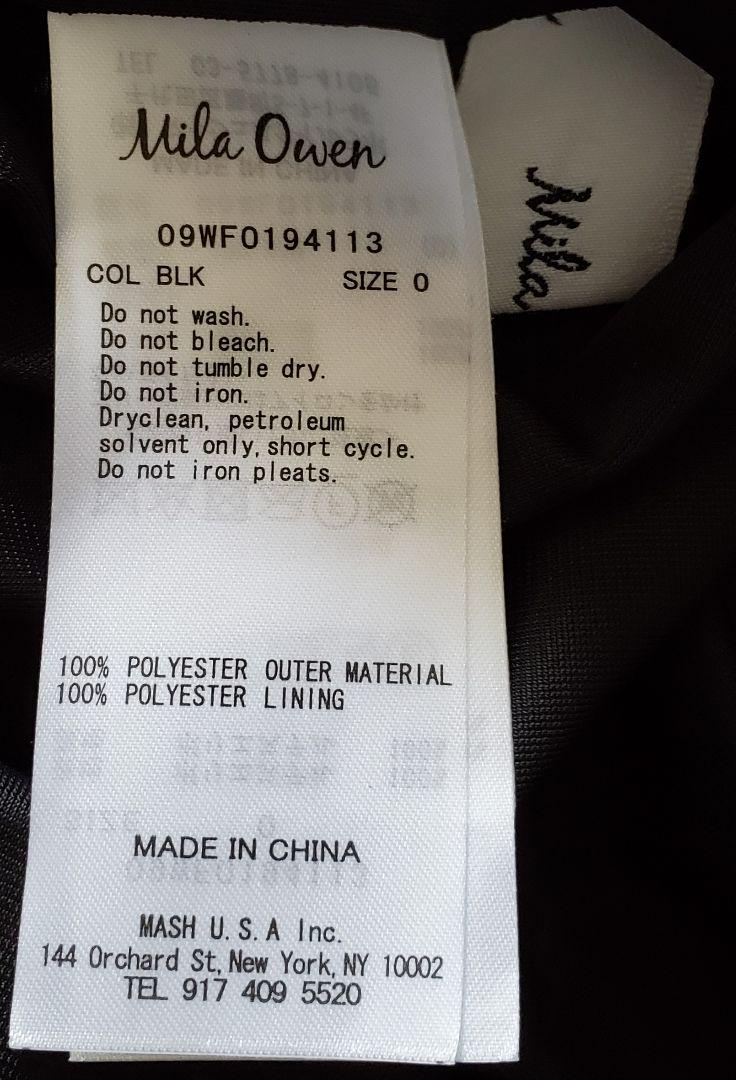 Mila Owen
09WF0194113
COL BLK SIZE 0
Do not wash.
Do not bleach.
Do not tumble dry.
Do not iron.
Dryclean, petroleum
solvent only, short cycle.
Do not iron pleats.
100% POLYESTER OUTER MATERIAL
100% POLYESTER LINING
MADE IN CHINA
MASH U.S.A Inc.
144 Orchard St, New York, NY 10002
TEL 917 409 5520
Mila